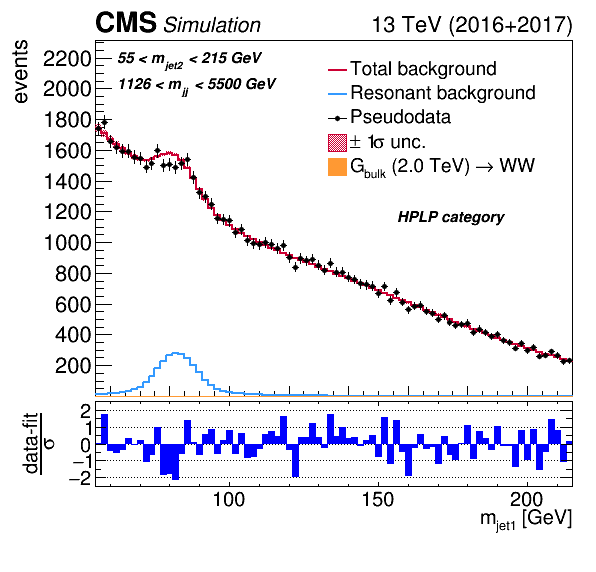 CMS Simulation 13 TeV (2016+2017)
events
55 < m_jet2 < 215 GeV
1126 < m_jj < 5500 GeV
Total background
Resonant background
Pseudodata
± 1σ unc.
G_bulk (2.0 TeV) → WW
HPLP category
2200
2000
1800
1600
1400
1200
1000
800
600
400
200
data-fit
σ
2
1
0
−1
−2
100 150 200
m_jet1 [GeV]